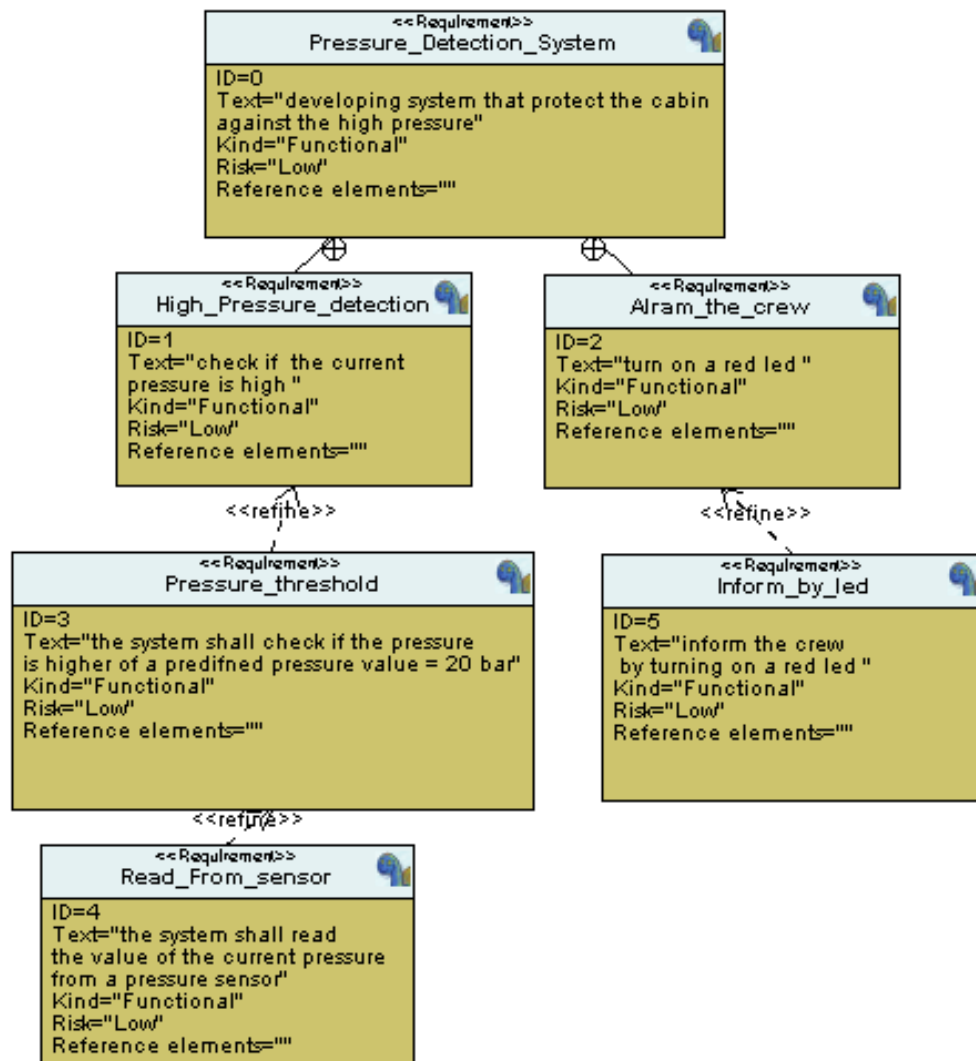 <<Requirement>>
Pressure_Detection_System
ID=0
Text="developing system that protect the cabin
against the high pressure"
Kind="Functional"
Risk="Low"
Reference elements=""
<<Requirement>>
High_Pressure_detection
ID=1
Text="check if  the current
pressure is high "
Kind="Functional"
Risk="Low"
Reference elements=""
<<Requirement>>
Alram_the_crew
ID=2
Text="turn on a red led "
Kind="Functional"
Risk="Low"
Reference elements=""
<<refine>>
<<refine>>
<<Requirement>>
Pressure_threshold
ID=3
Text="the system shall check if the pressure
is higher of a predifned pressure value = 20 bar"
Kind="Functional"
Risk="Low"
Reference elements=""
<<Requirement>>
Inform_by_led
ID=5
Text="inform the crew
by turning on a red led "
Kind="Functional"
Risk="Low"
Reference elements=""
<<refine>>
<<Requirement>>
Read_From_sensor
ID=4
Text="the system shall read
the value of the current pressure
from a pressure sensor"
Kind="Functional"
Risk="Low"
Reference elements=""